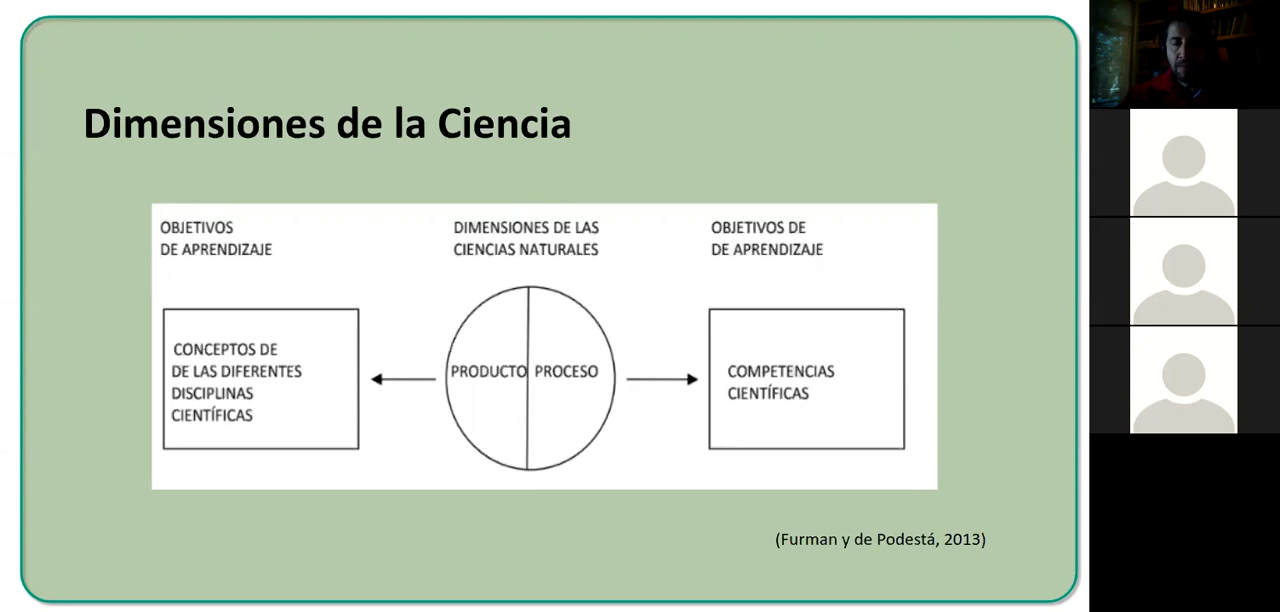 Dimensiones de la Ciencia
OBJETIVOS
DE APRENDIZAJE
DIMENSIONES DE LAS
CIENCIAS NATURALES
OBJETIVOS DE
DE APRENDIZAJE
CONCEPTOS DE
DE LAS DIFERENTES
DISCIPLINAS
CIENTÍFICAS
PRODUCTO
PROCESO
COMPETENCIAS
CIENTÍFICAS
(Furman y de Podestá, 2013)